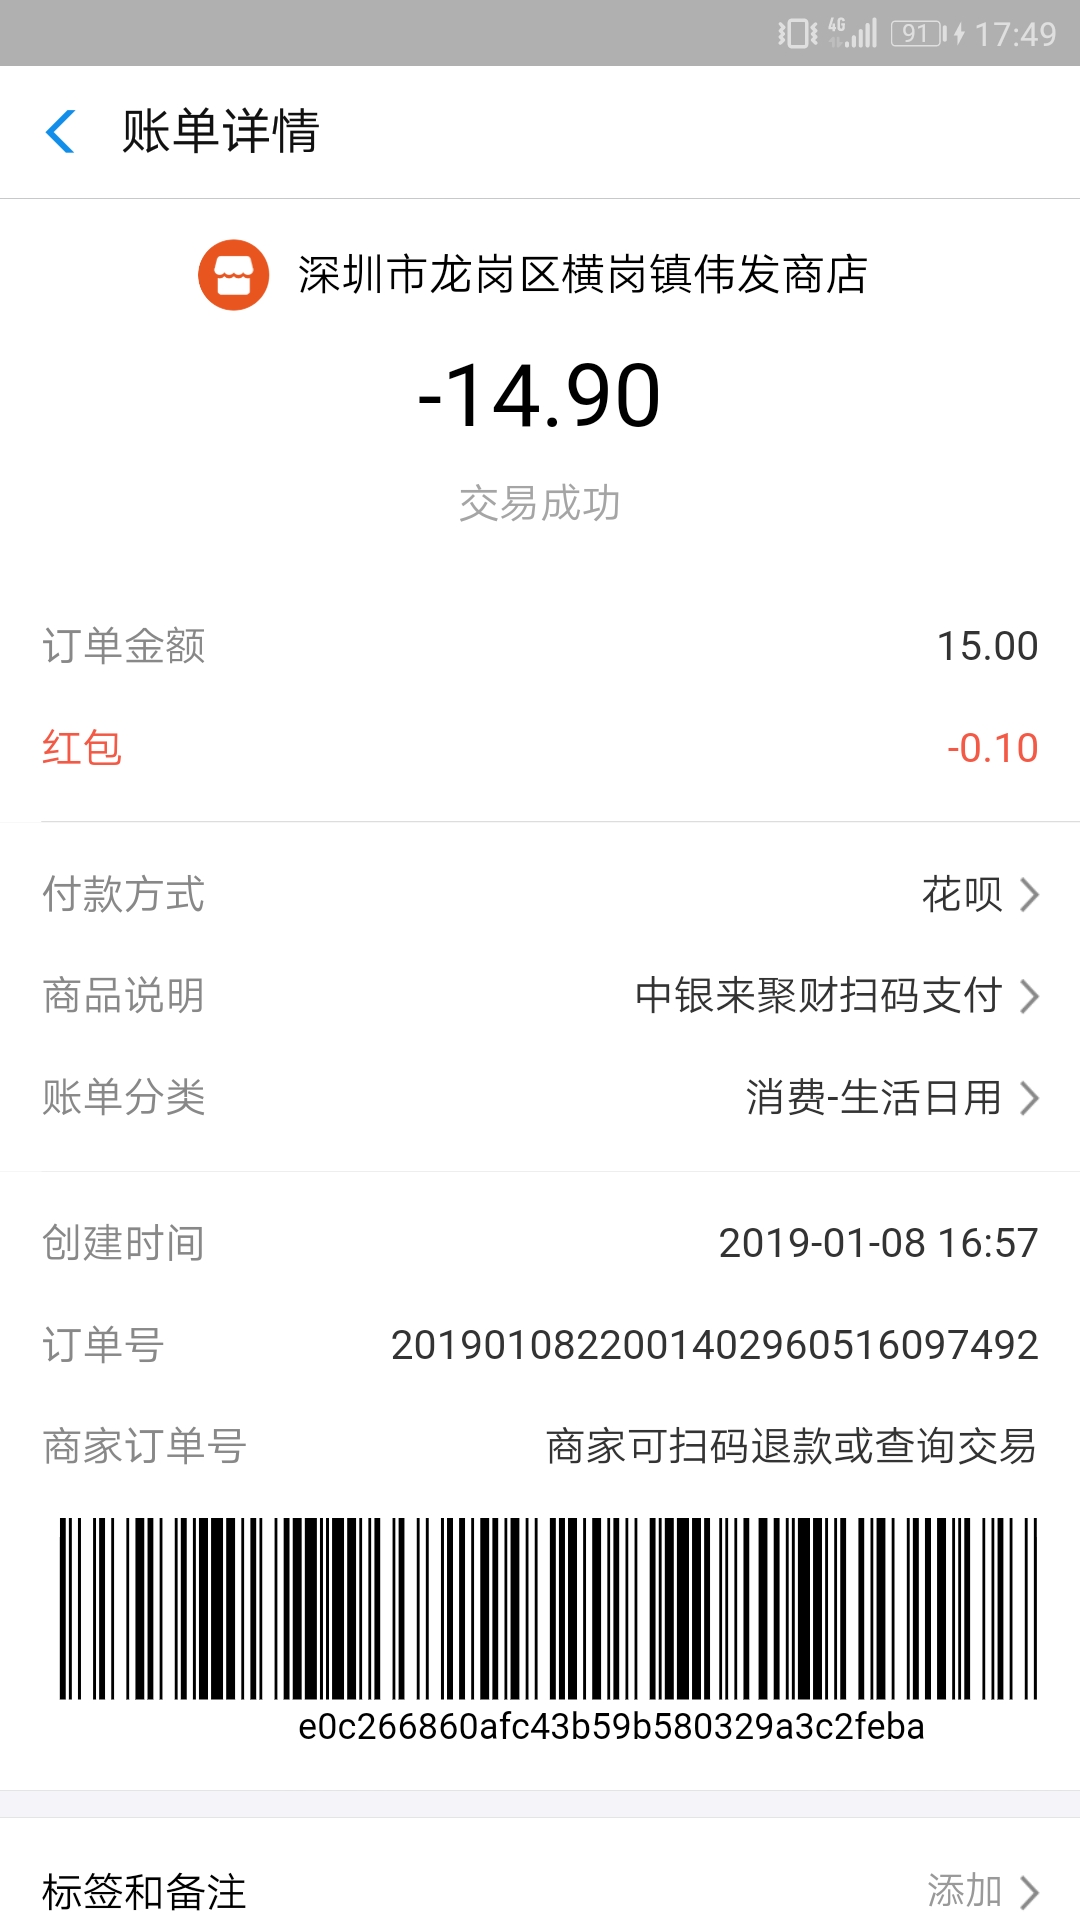 4G 91 17:49
账单详情
深圳市龙岗区横岗镇伟发商店
-14.90
交易成功
订单金额 15.00
红包 -0.10
付款方式 花呗
商品说明 中银来聚财扫码支付
账单分类 消费-生活日用
创建时间 2019-01-08 16:57
订单号 2019010822001402960516097492
商家订单号 商家可扫码退款或查询交易
e0c266860afc43b59b580329a3c2feba
标签和备注 添加